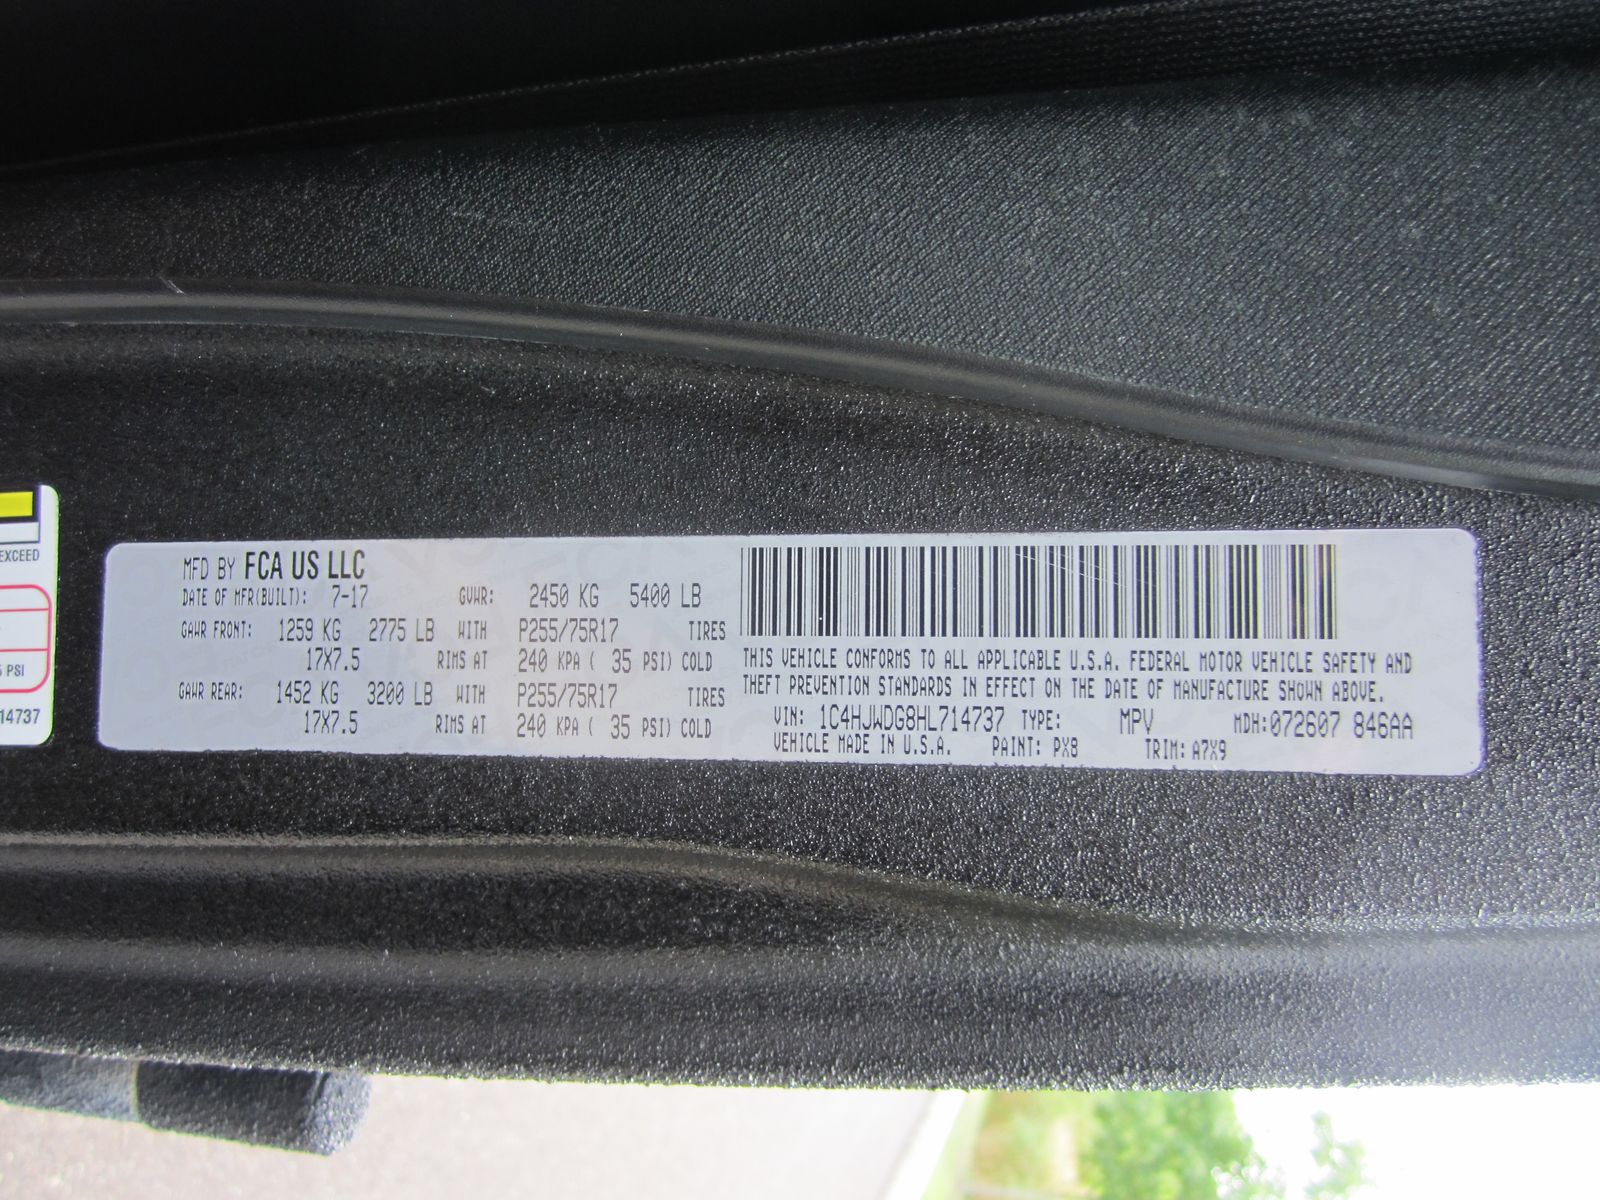 EXCEED
PSI
14737
MFD BY FCA US LLC
DATE OF MFR(BUILT): 7-17 GVWR: 2450 KG 5400 LB
GAWR FRONT: 1259 KG 2775 LB WITH P255/75R17 TIRES
17X7.5 RIMS AT 240 KPA ( 35 PSI) COLD
GAWR REAR: 1452 KG 3200 LB WITH P255/75R17 TIRES
17X7.5 RIMS AT 240 KPA ( 35 PSI) COLD
THIS VEHICLE CONFORMS TO ALL APPLICABLE U.S.A. FEDERAL MOTOR VEHICLE SAFETY AND
THEFT PREVENTION STANDARDS IN EFFECT ON THE DATE OF MANUFACTURE SHOWN ABOVE.
VIN: 1C4HJWDG8HL714737 TYPE: MPV MDH:072607 846AA
VEHICLE MADE IN U.S.A. PAINT: PX8 TRIM: A7X9